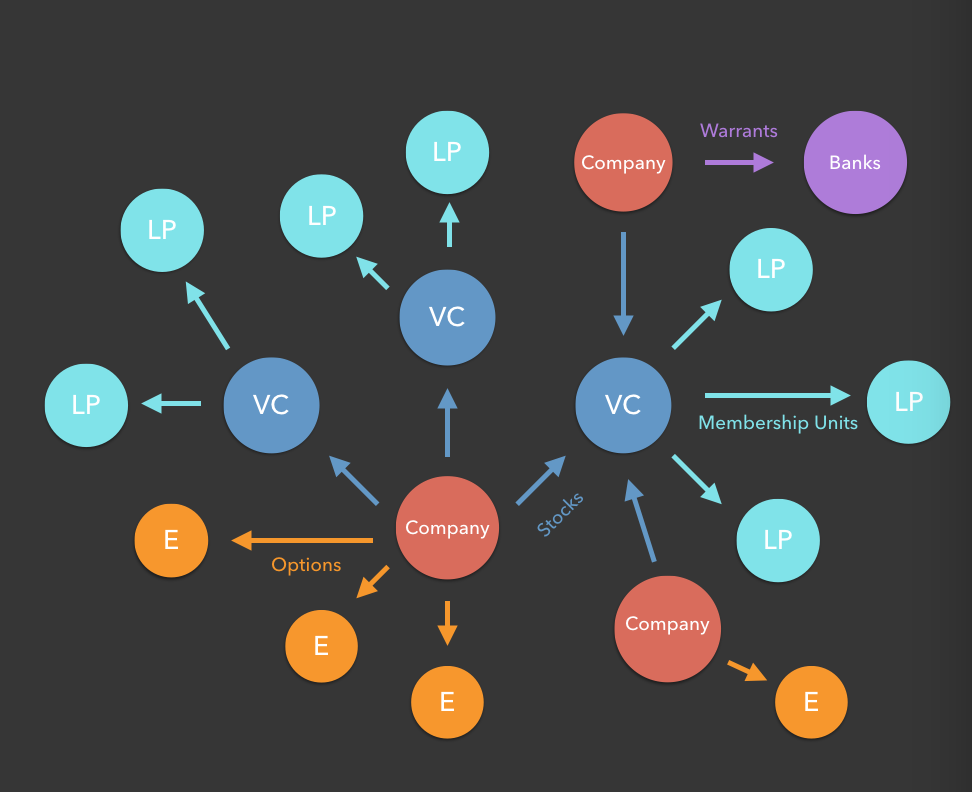 LP
Warrants
Company
Banks
LP
LP
LP
VC
LP
VC
VC
LP
LP
Membership Units
Company
Stocks
E
Options
LP
Company
E
E
E